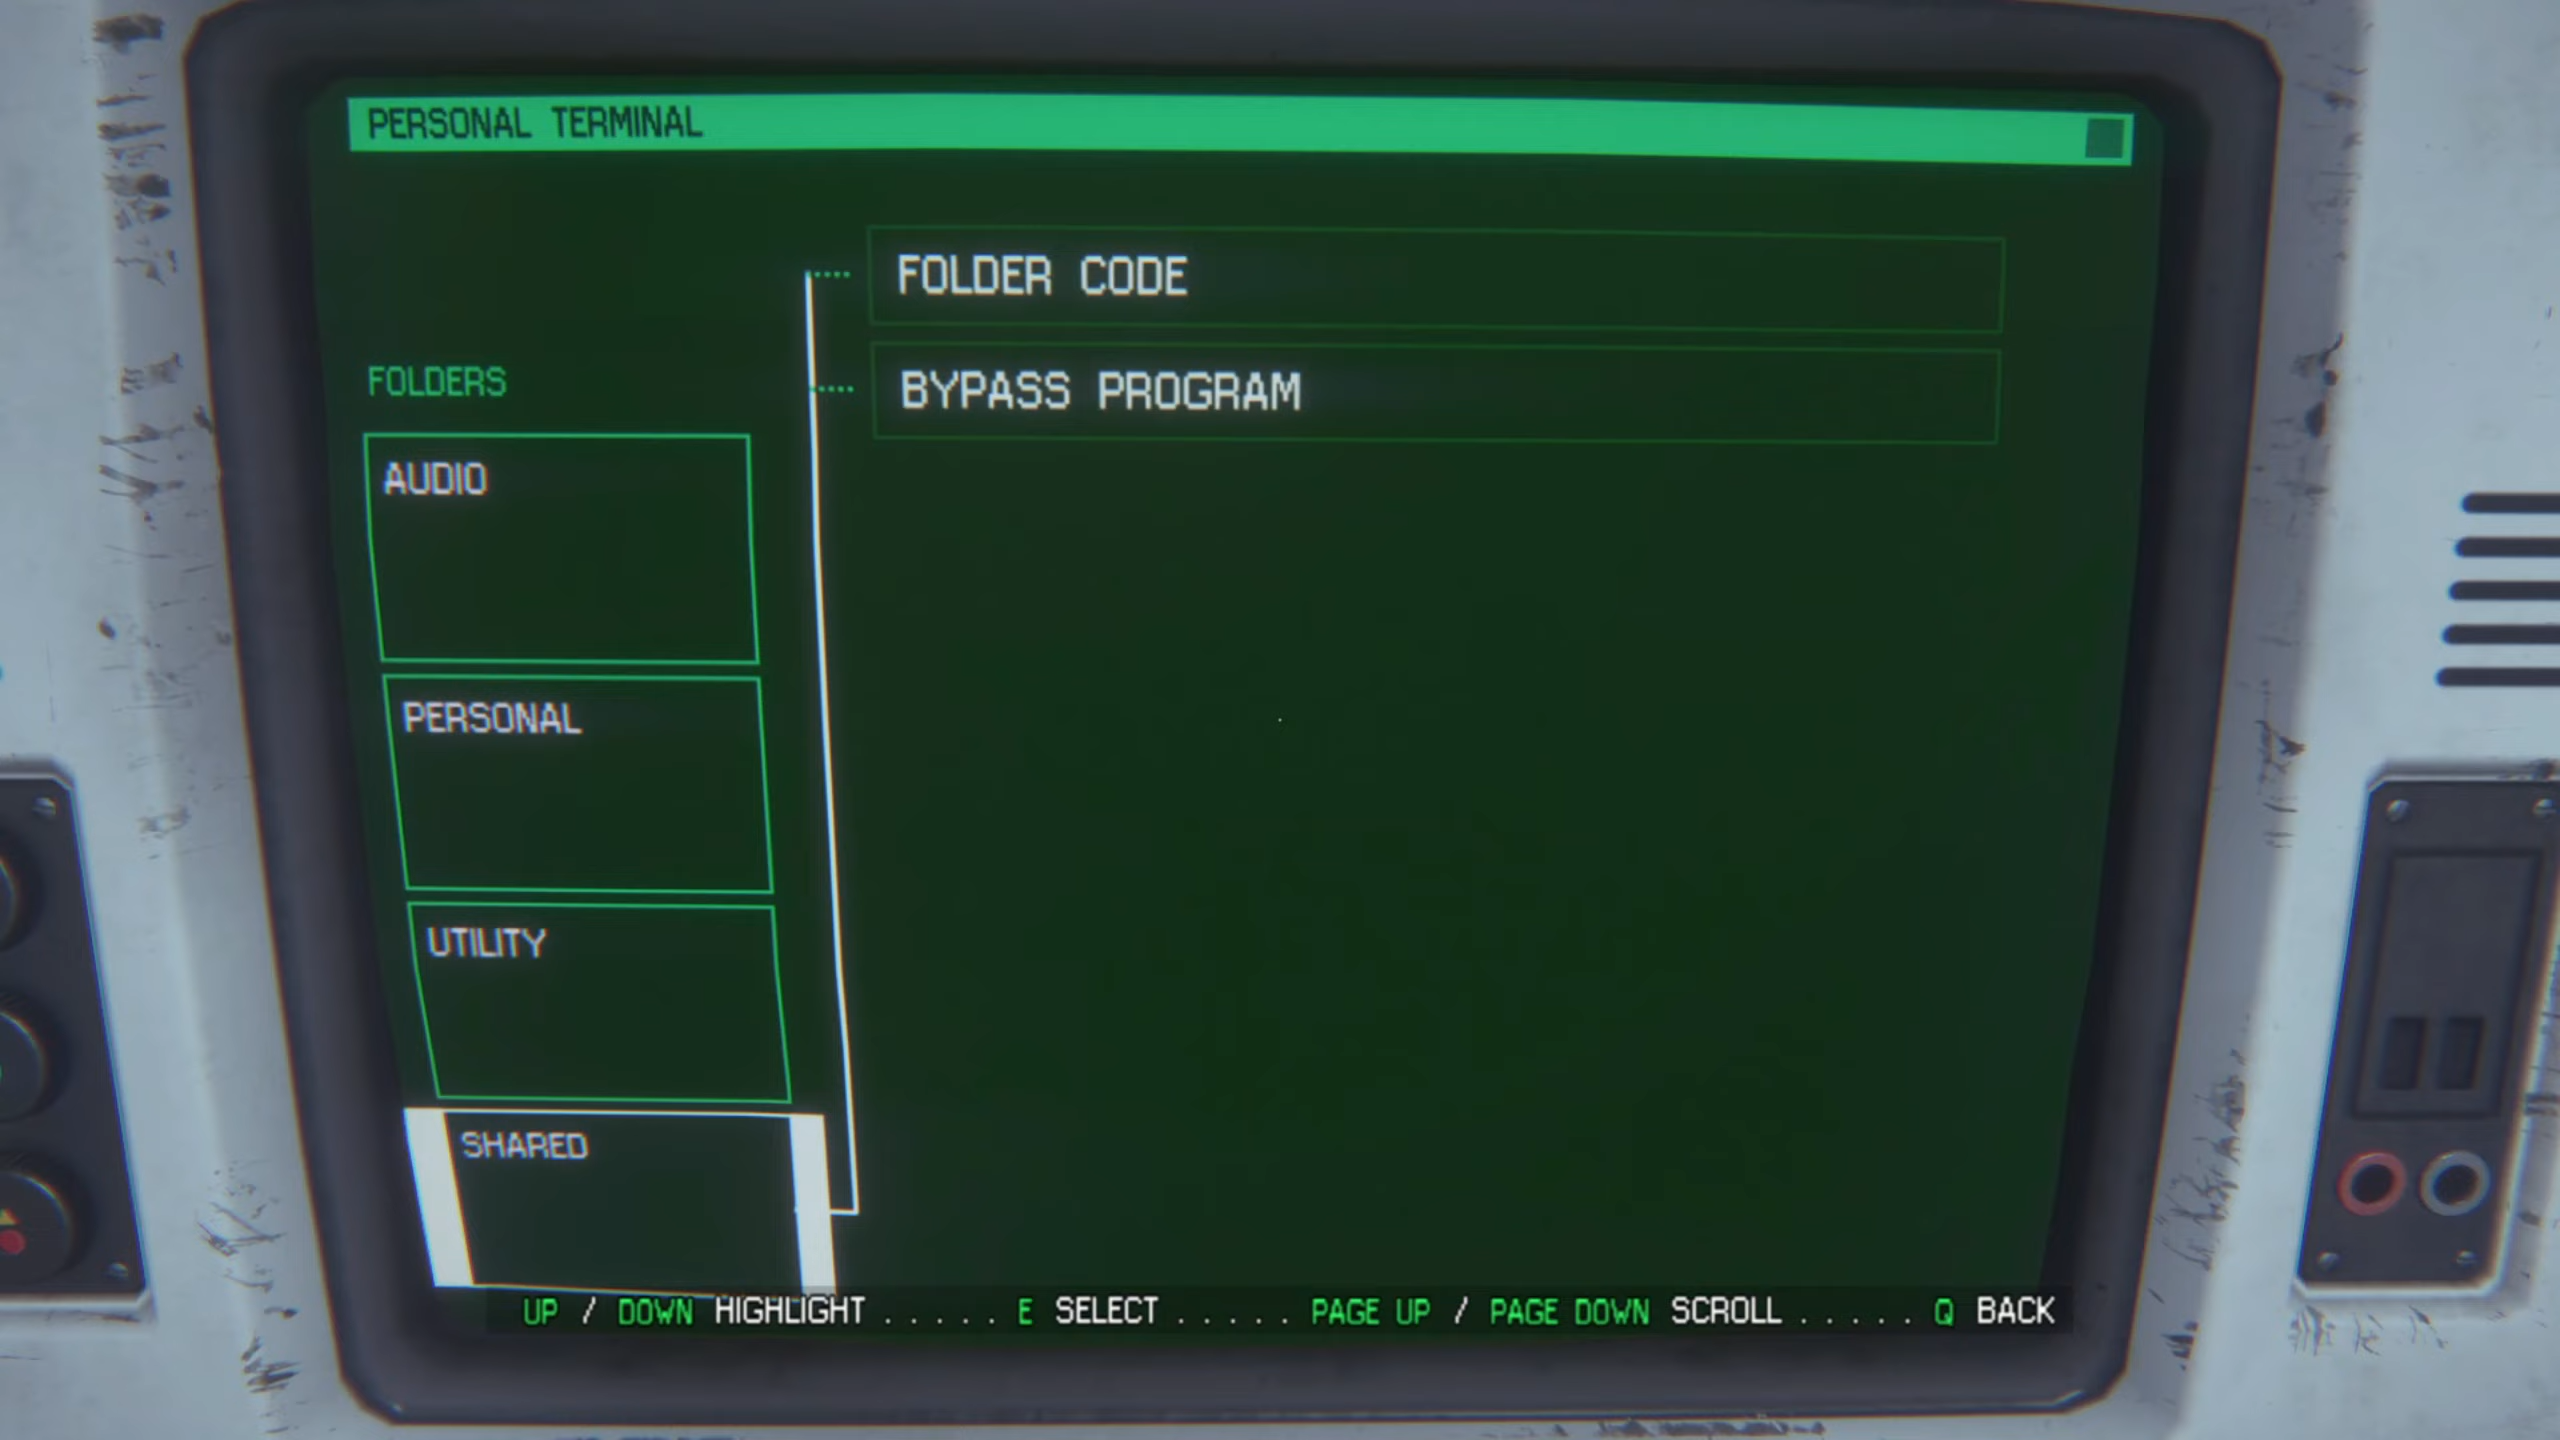 PERSONAL TERMINAL
FOLDER CODE
BYPASS PROGRAM
FOLDERS
AUDIO
PERSONAL
UTILITY
SHARED
UP / DOWN HIGHLIGHT ...... E SELECT ...... PAGE UP / PAGE DOWN SCROLL ...... Q BACK